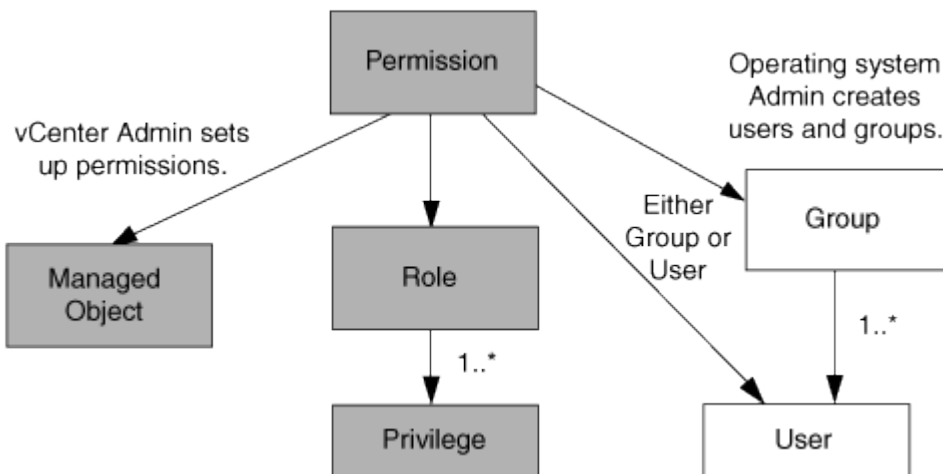 Permission
Operating system
Admin creates
users and groups.
vCenter Admin sets
up permissions.
Either
Group or
User
Group
Managed
Object
Role
1..*
1..*
Privilege
User